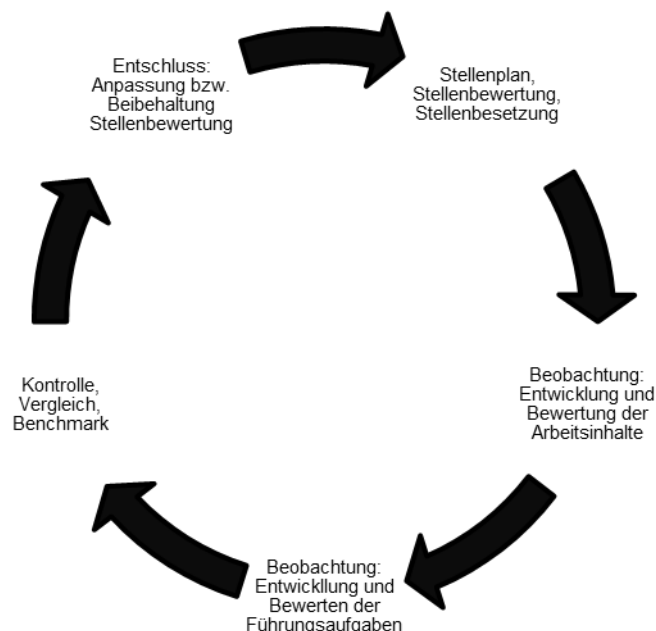 Entschluss:
Anpassung bzw.
Beibehaltung
Stellenbewertung
Stellenplan,
Stellenbewertung,
Stellenbesetzung
Beobachtung:
Entwicklung und
Bewertung der
Arbeitsinhalte
Beobachtung:
Entwickllung und
Bewerten der
Führungsaufgaben
Kontrolle,
Vergleich,
Benchmark